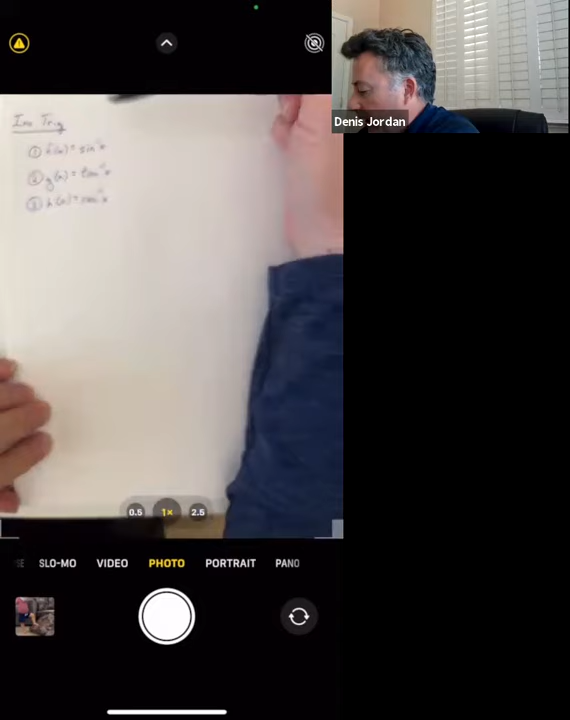 Denis Jordan
Inv Trig
① f(x) = sin⁻¹x
② g(x) = tan⁻¹x
③ h(x) = cos⁻¹x
0.5 1× 2.5
SLO-MO VIDEO PHOTO PORTRAIT PANO